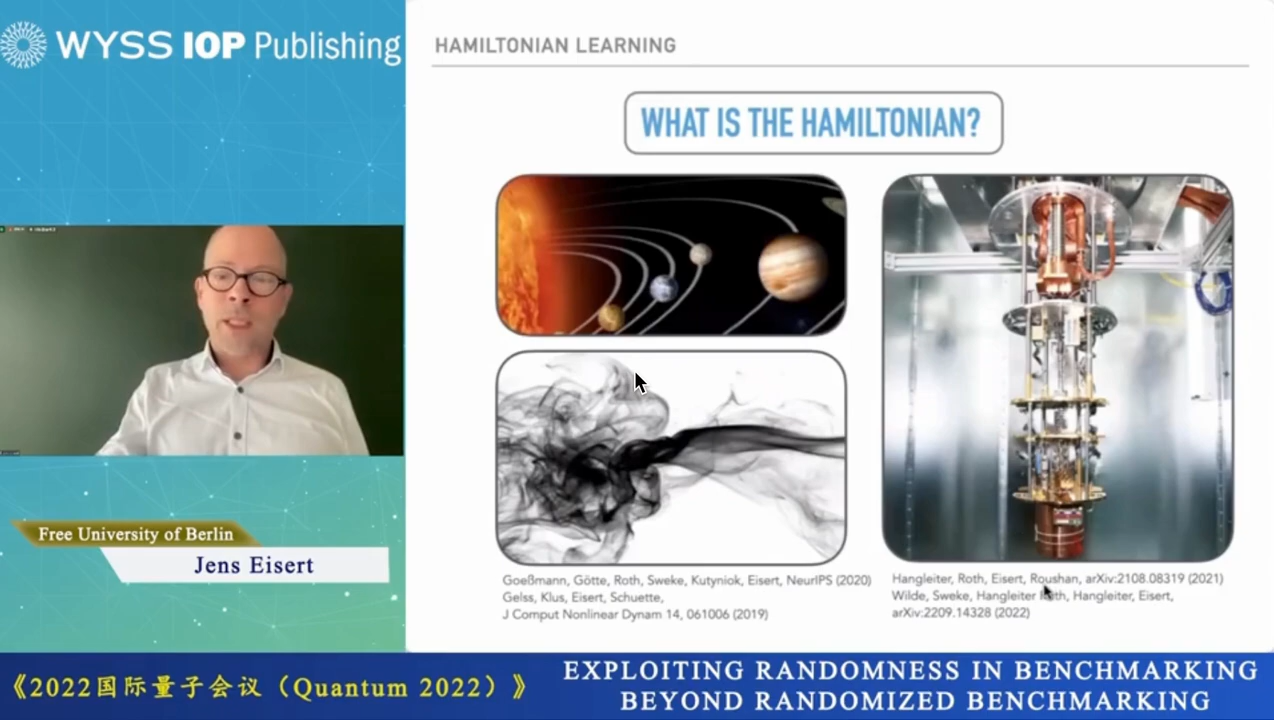 WYSS IOP Publishing
HAMILTONIAN LEARNING
WHAT IS THE HAMILTONIAN?
Goeßmann, Götte, Roth, Sweke, Kutyniok, Eisert, NeurIPS (2020)
Gelss, Klus, Eisert, Schuette,
J Comput Nonlinear Dynam 14, 061006 (2019)
Hangleiter, Roth, Eisert, Roushan, arXiv:2108.08319 (2021)
Wilde, Sweke, Hangleiter Roth, Hangleiter, Eisert,
arXiv:2209.14328 (2022)
Free University of Berlin
Jens Eisert
《2022国际量子会议（Quantum 2022）》
EXPLOITING RANDOMNESS IN BENCHMARKING
BEYOND RANDOMIZED BENCHMARKING